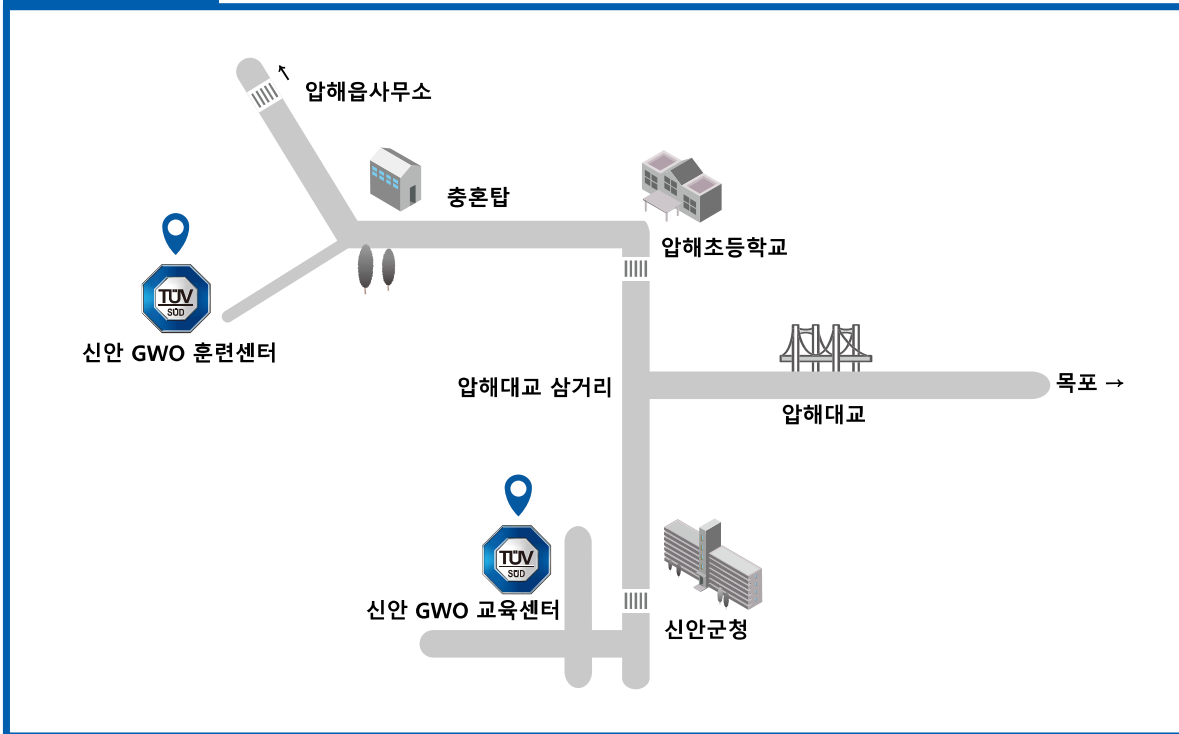 ↑ 압해읍사무소
충혼탑
압해초등학교
TÜV
SÜD
신안 GWO 훈련센터
압해대교 삼거리
목포 →
압해대교
TÜV
SÜD
신안 GWO 교육센터
신안군청